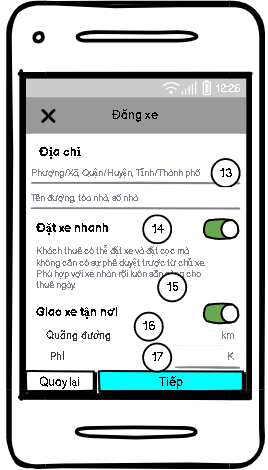 12:26
Đăng xe
Địa chỉ
Phường/Xã, Quận/Huyện, Tỉnh/Thành phố
13
Tên đường, tòa nhà, số nhà
Đặt xe nhanh
14
Khách thuê có thể đặt xe và đặt cọc mà
không cần có sự phê duyệt trược từ chủ xe.
Phù hợp với xe nhàn rỗi luôn sẵn sàng cho
thuê ngày.
15
Giao xe tận nơi
Quãng đường
16
km
Phí
17
K
Quay lại
Tiếp